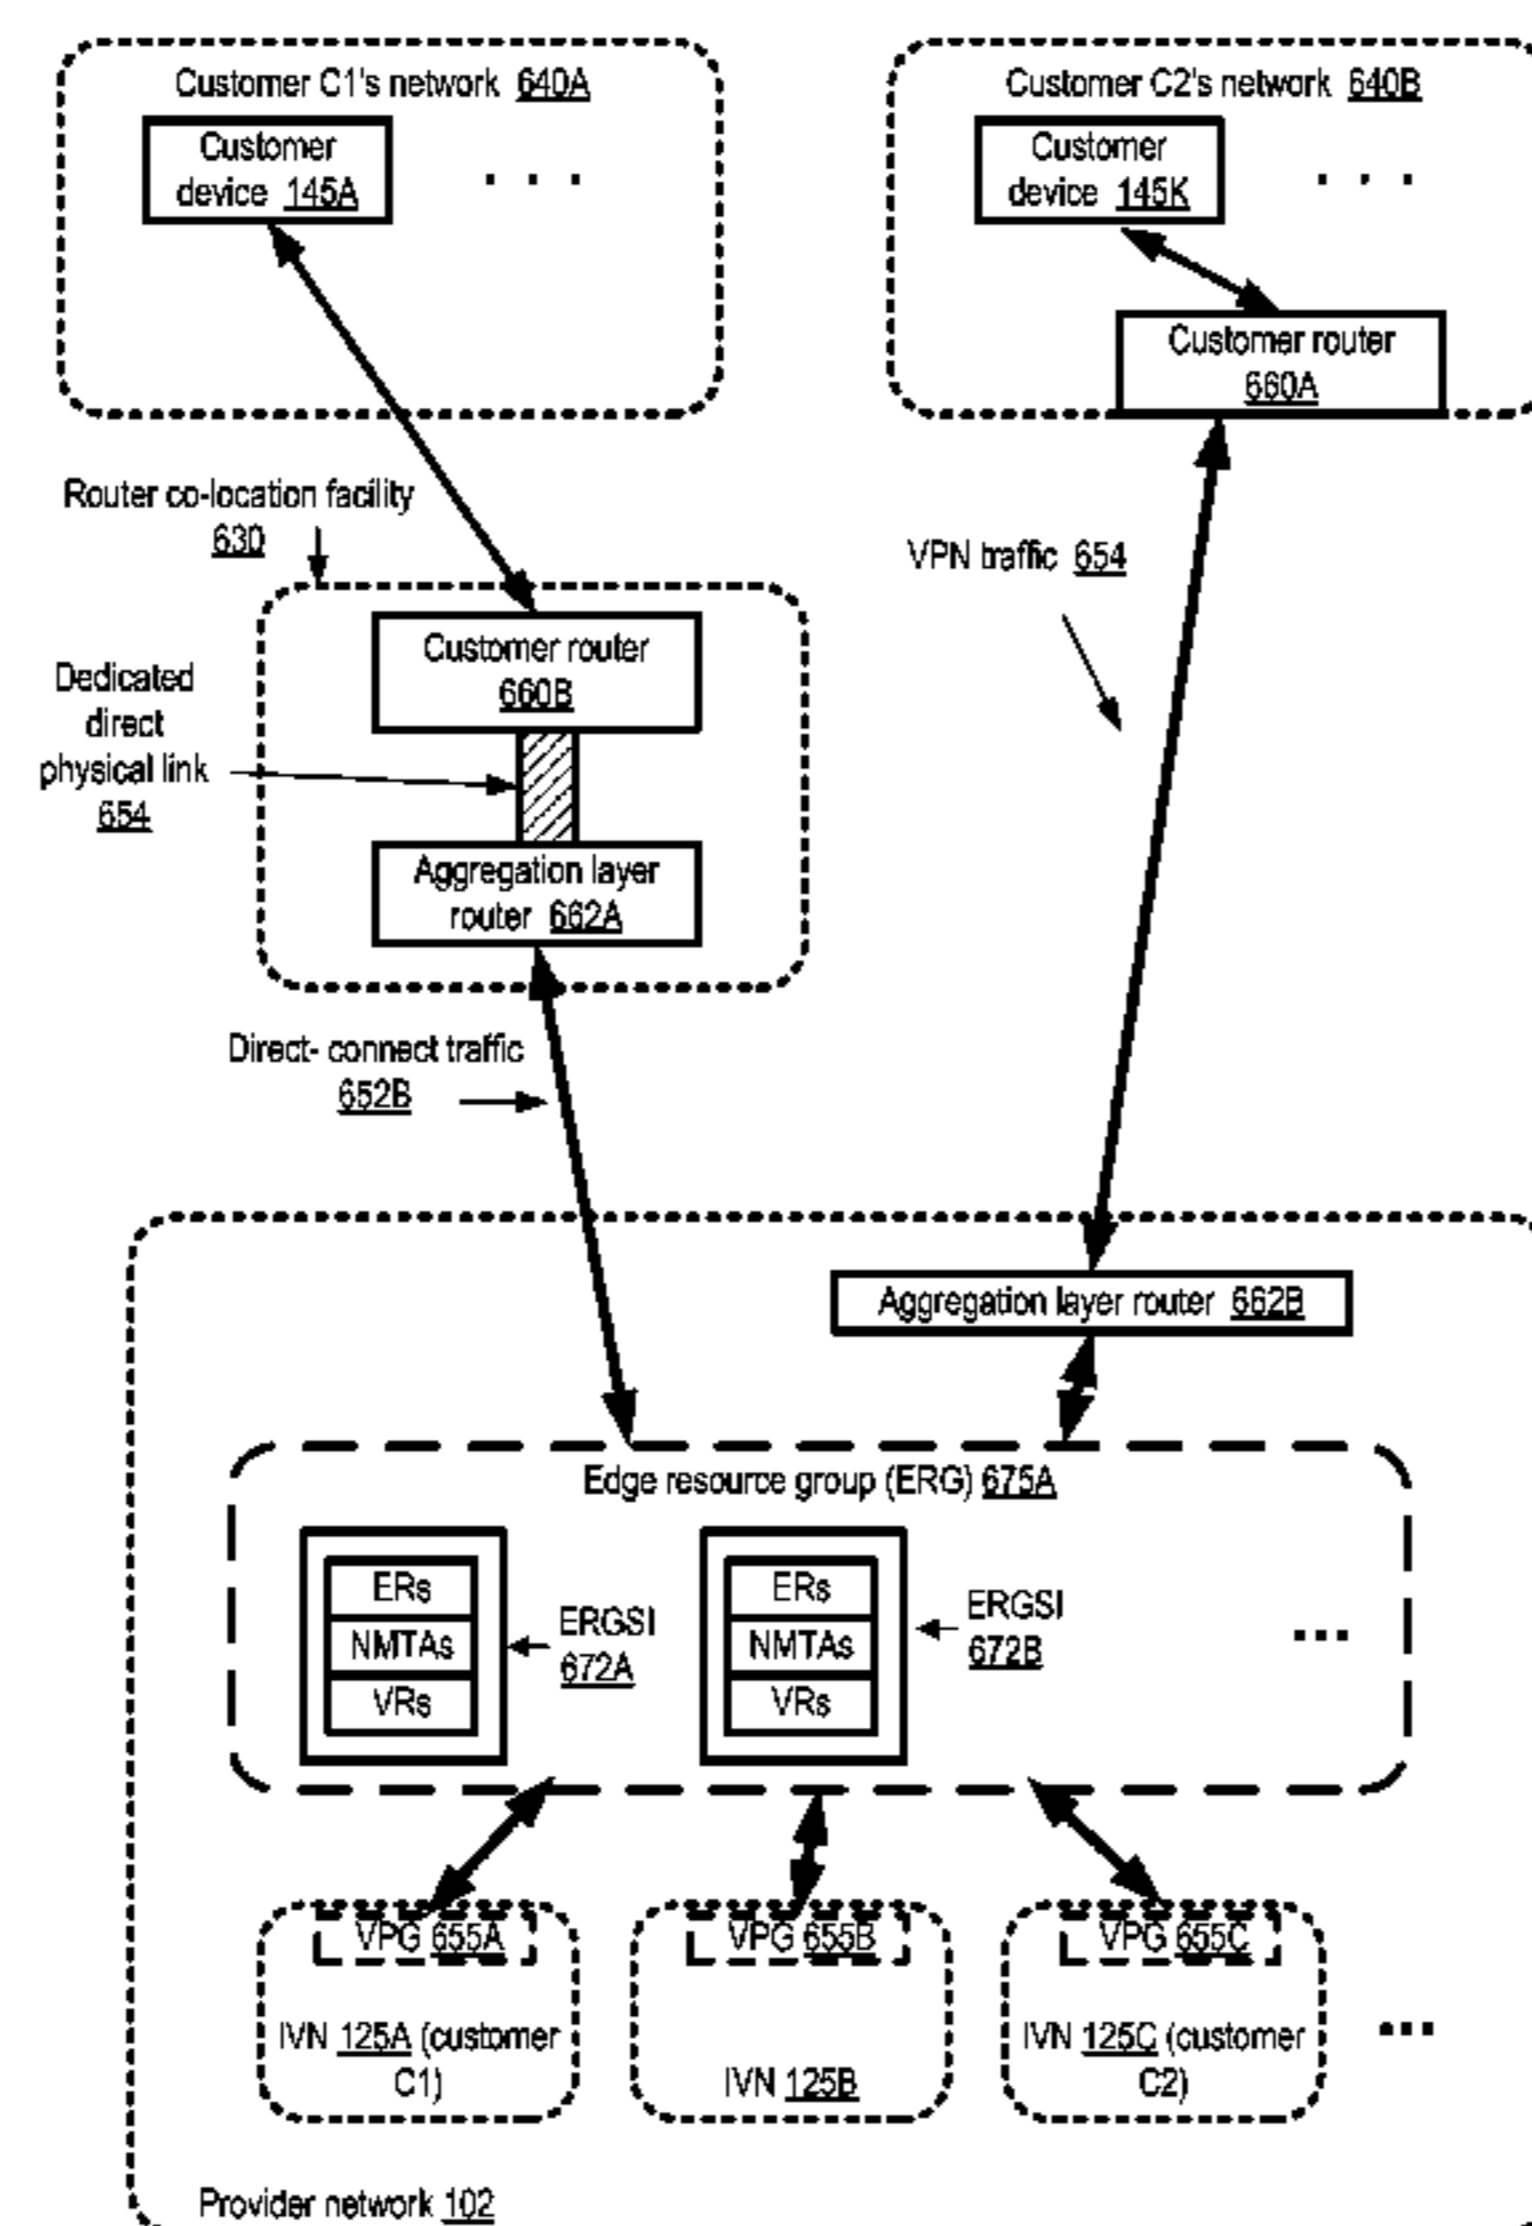 Customer C1's network 640A
Customer
device 145A
. . .
Customer C2's network 640B
Customer
device 145K
. . .
Customer router
660A
Router co-location facility
630
VPN traffic 654
Customer router
660B
Dedicated
direct
physical link
654
Aggregation layer
router 662A
Direct- connect traffic
652B
Aggregation layer router 662B
Edge resource group (ERG) 675A
ERs
NMTAs
VRs
ERGSI
672A
ERs
NMTAs
VRs
ERGSI
672B
...
VPG 655A
IVN 125A (customer
C1)
VPG 655B
IVN 125B
VPG 655C
IVN 125C (customer
C2)
...
Provider network 102